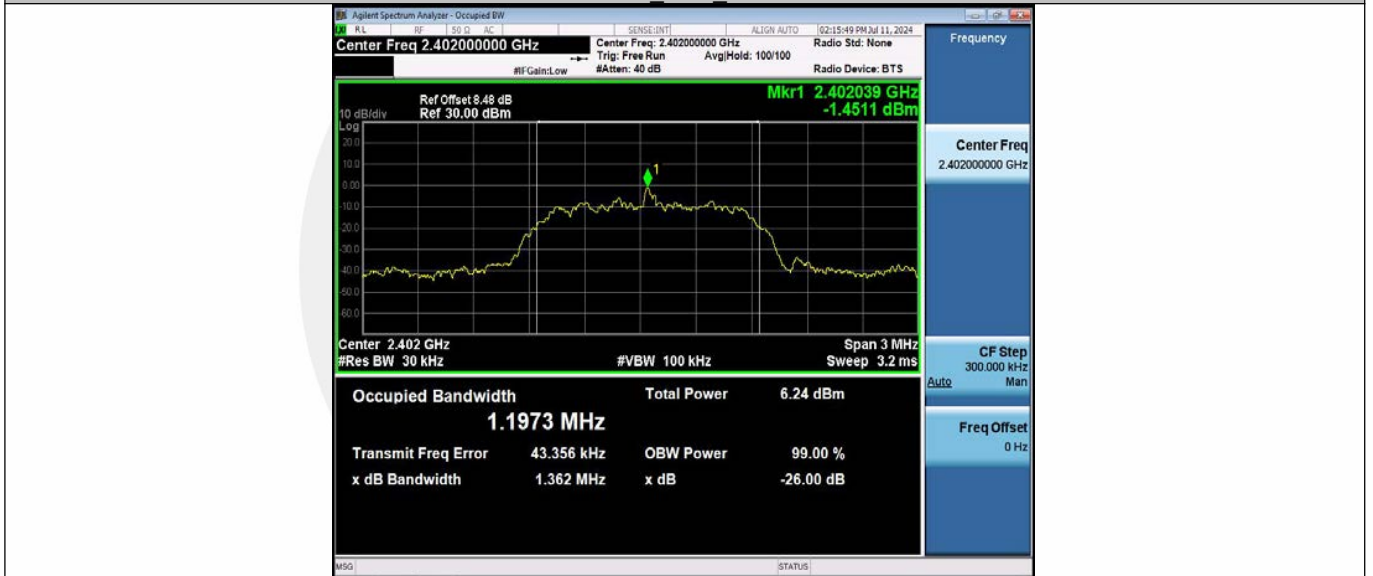 Agilent Spectrum Analyzer - Occupied BW
RL RF 50 Ω AC SENSE:INT ALIGN AUTO 02:15:49 PM Jul 11, 2024
Center Freq 2.402000000 GHz
Center Freq: 2.402000000 GHz
Radio Std: None
Trig: Free Run Avg|Hold: 100/100
#IFGain:Low
#Atten: 40 dB
Radio Device: BTS
Frequency
Mkr1 2.402039 GHz
-1.4511 dBm
Ref Offset 8.48 dB
10 dB/div Ref 30.00 dBm
Log
20.0
10.0
0.00
-10.0
-20.0
-30.0
-40.0
-50.0
-60.0
1
Center Freq
2.402000000 GHz
Center 2.402 GHz Span 3 MHz
#Res BW 30 kHz #VBW 100 kHz Sweep 3.2 ms
CF Step
300.000 kHz
Auto Man
Occupied Bandwidth Total Power 6.24 dBm
1.1973 MHz
Transmit Freq Error 43.356 kHz OBW Power 99.00 %
x dB Bandwidth 1.362 MHz x dB -26.00 dB
Freq Offset
0 Hz
MSG STATUS